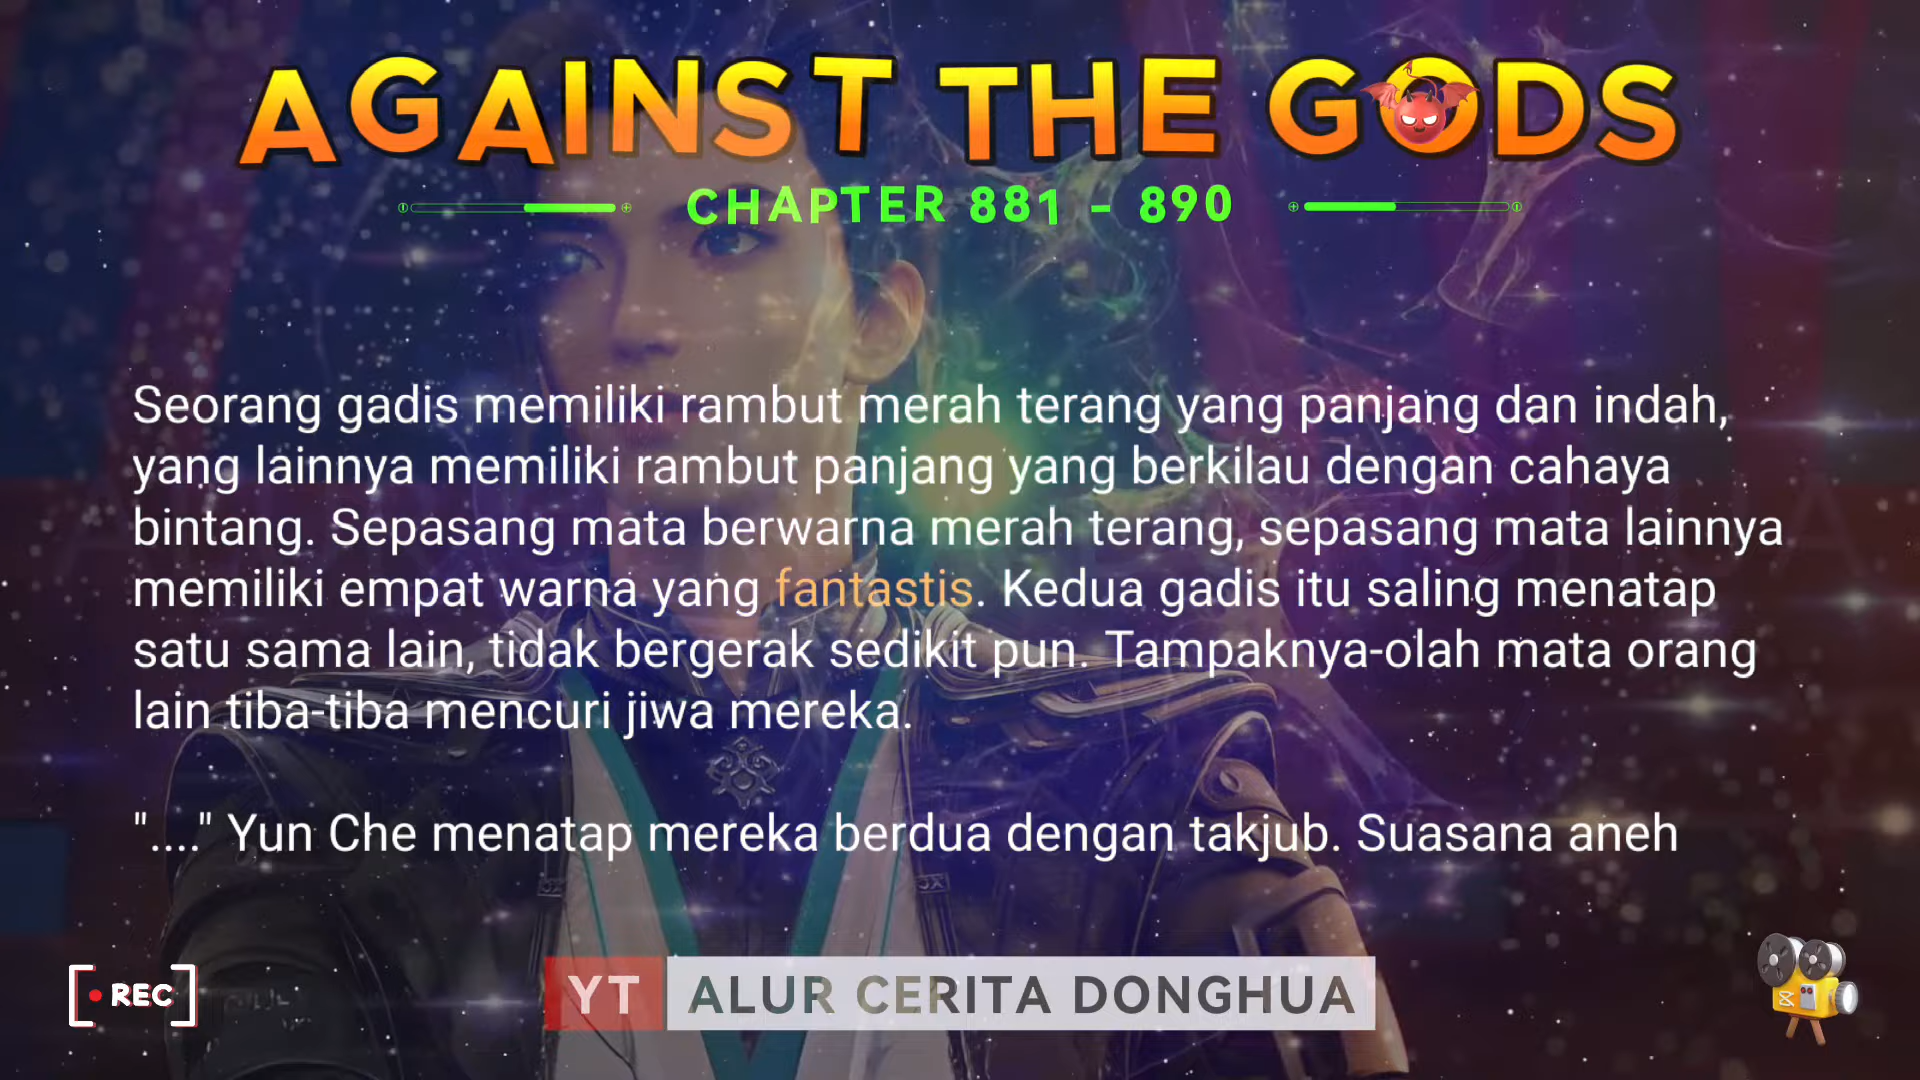 AGAINST THE GODS
CHAPTER 881 - 890
Seorang gadis memiliki rambut merah terang yang panjang dan indah,
yang lainnya memiliki rambut panjang yang berkilau dengan cahaya
bintang. Sepasang mata berwarna merah terang, sepasang mata lainnya
memiliki empat warna yang fantastis. Kedua gadis itu saling menatap
satu sama lain, tidak bergerak sedikit pun. Tampaknya-olah mata orang
lain tiba-tiba mencuri jiwa mereka.
"...." Yun Che menatap mereka berdua dengan takjub. Suasana aneh
REC
YT ALUR CERITA DONGHUA